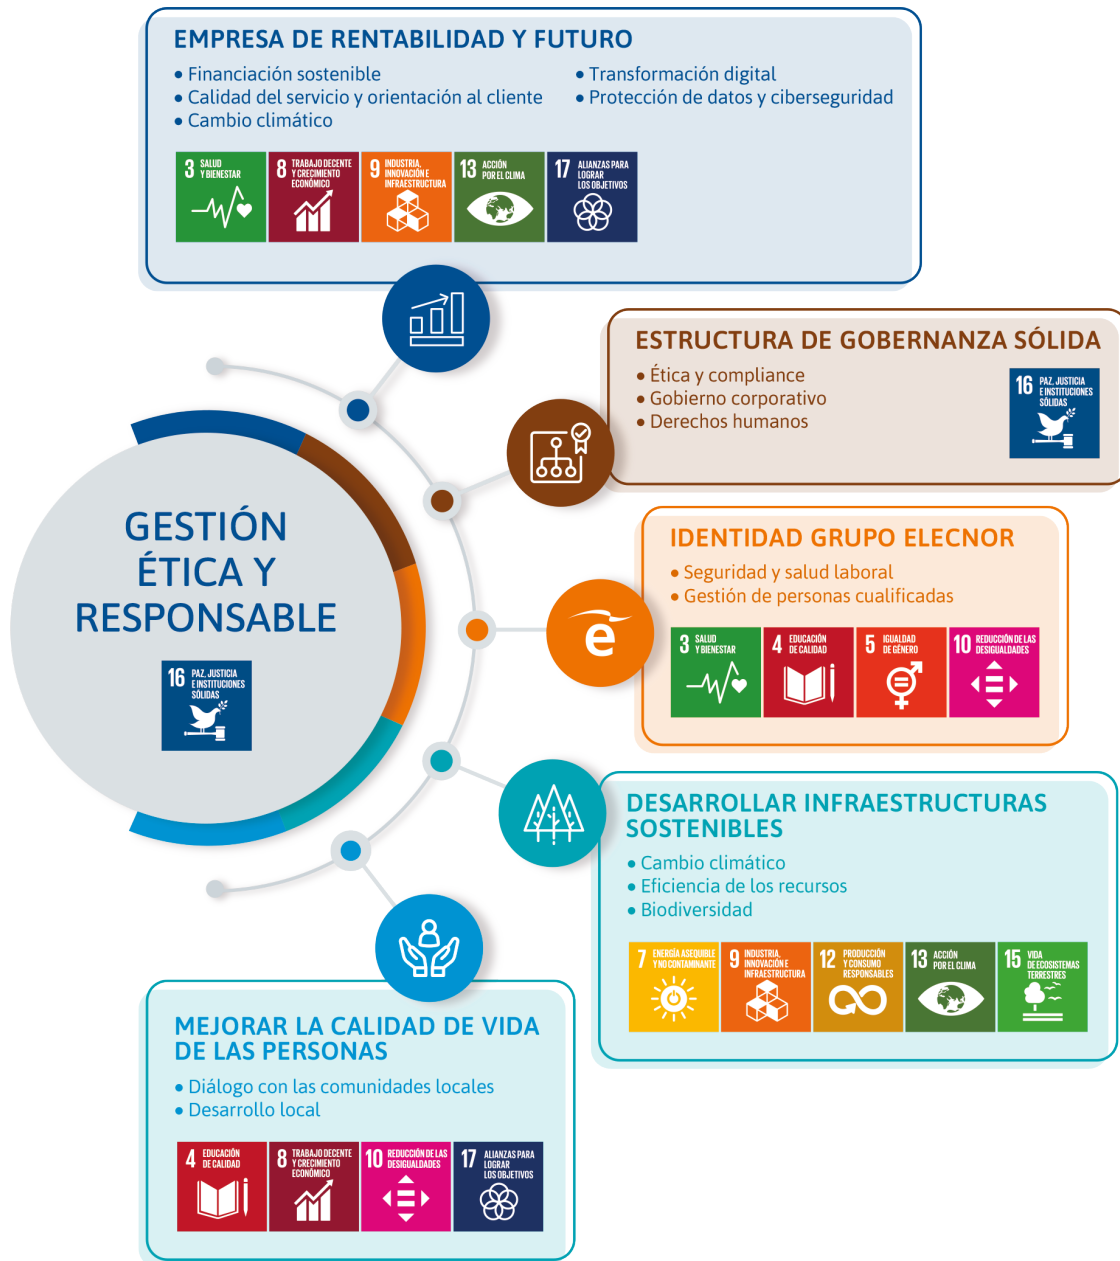 EMPRESA DE RENTABILIDAD Y FUTURO
● Financiación sostenible
● Calidad del servicio y orientación al cliente
● Cambio climático
● Transformación digital
● Protección de datos y ciberseguridad
3 SALUD
Y BIENESTAR
8 TRABAJO DECENTE
Y CRECIMIENTO
ECONÓMICO
9 INDUSTRIA,
INNOVACIÓN E
INFRAESTRUCTURA
13 ACCIÓN
POR EL CLIMA
17 ALIANZAS PARA
LOGRAR
LOS OBJETIVOS
ESTRUCTURA DE GOBERNANZA SÓLIDA
● Ética y compliance
● Gobierno corporativo
● Derechos humanos
16 PAZ, JUSTICIA
E INSTITUCIONES
SÓLIDAS
GESTIÓN
ÉTICA Y
RESPONSABLE
16 PAZ, JUSTICIA
E INSTITUCIONES
SÓLIDAS
e
IDENTIDAD GRUPO ELECNOR
● Seguridad y salud laboral
● Gestión de personas cualificadas
3 SALUD
Y BIENESTAR
4 EDUCACIÓN
DE CALIDAD
5 IGUALDAD
DE GÉNERO
10 REDUCCIÓN DE LAS
DESIGUALDADES
DESARROLLAR INFRAESTRUCTURAS
SOSTENIBLES
● Cambio climático
● Eficiencia de los recursos
● Biodiversidad
7 ENERGÍA ASEQUIBLE
Y NO CONTAMINANTE
9 INDUSTRIA,
INNOVACIÓN E
INFRAESTRUCTURA
12 PRODUCCIÓN
Y CONSUMO
RESPONSABLES
13 ACCIÓN
POR EL CLIMA
15 VIDA
DE ECOSISTEMAS
TERRESTRES
MEJORAR LA CALIDAD DE VIDA
DE LAS PERSONAS
● Diálogo con las comunidades locales
● Desarrollo local
4 EDUCACIÓN
DE CALIDAD
8 TRABAJO DECENTE
Y CRECIMIENTO
ECONÓMICO
10 REDUCCIÓN DE LAS
DESIGUALDADES
17 ALIANZAS PARA
LOGRAR
LOS OBJETIVOS